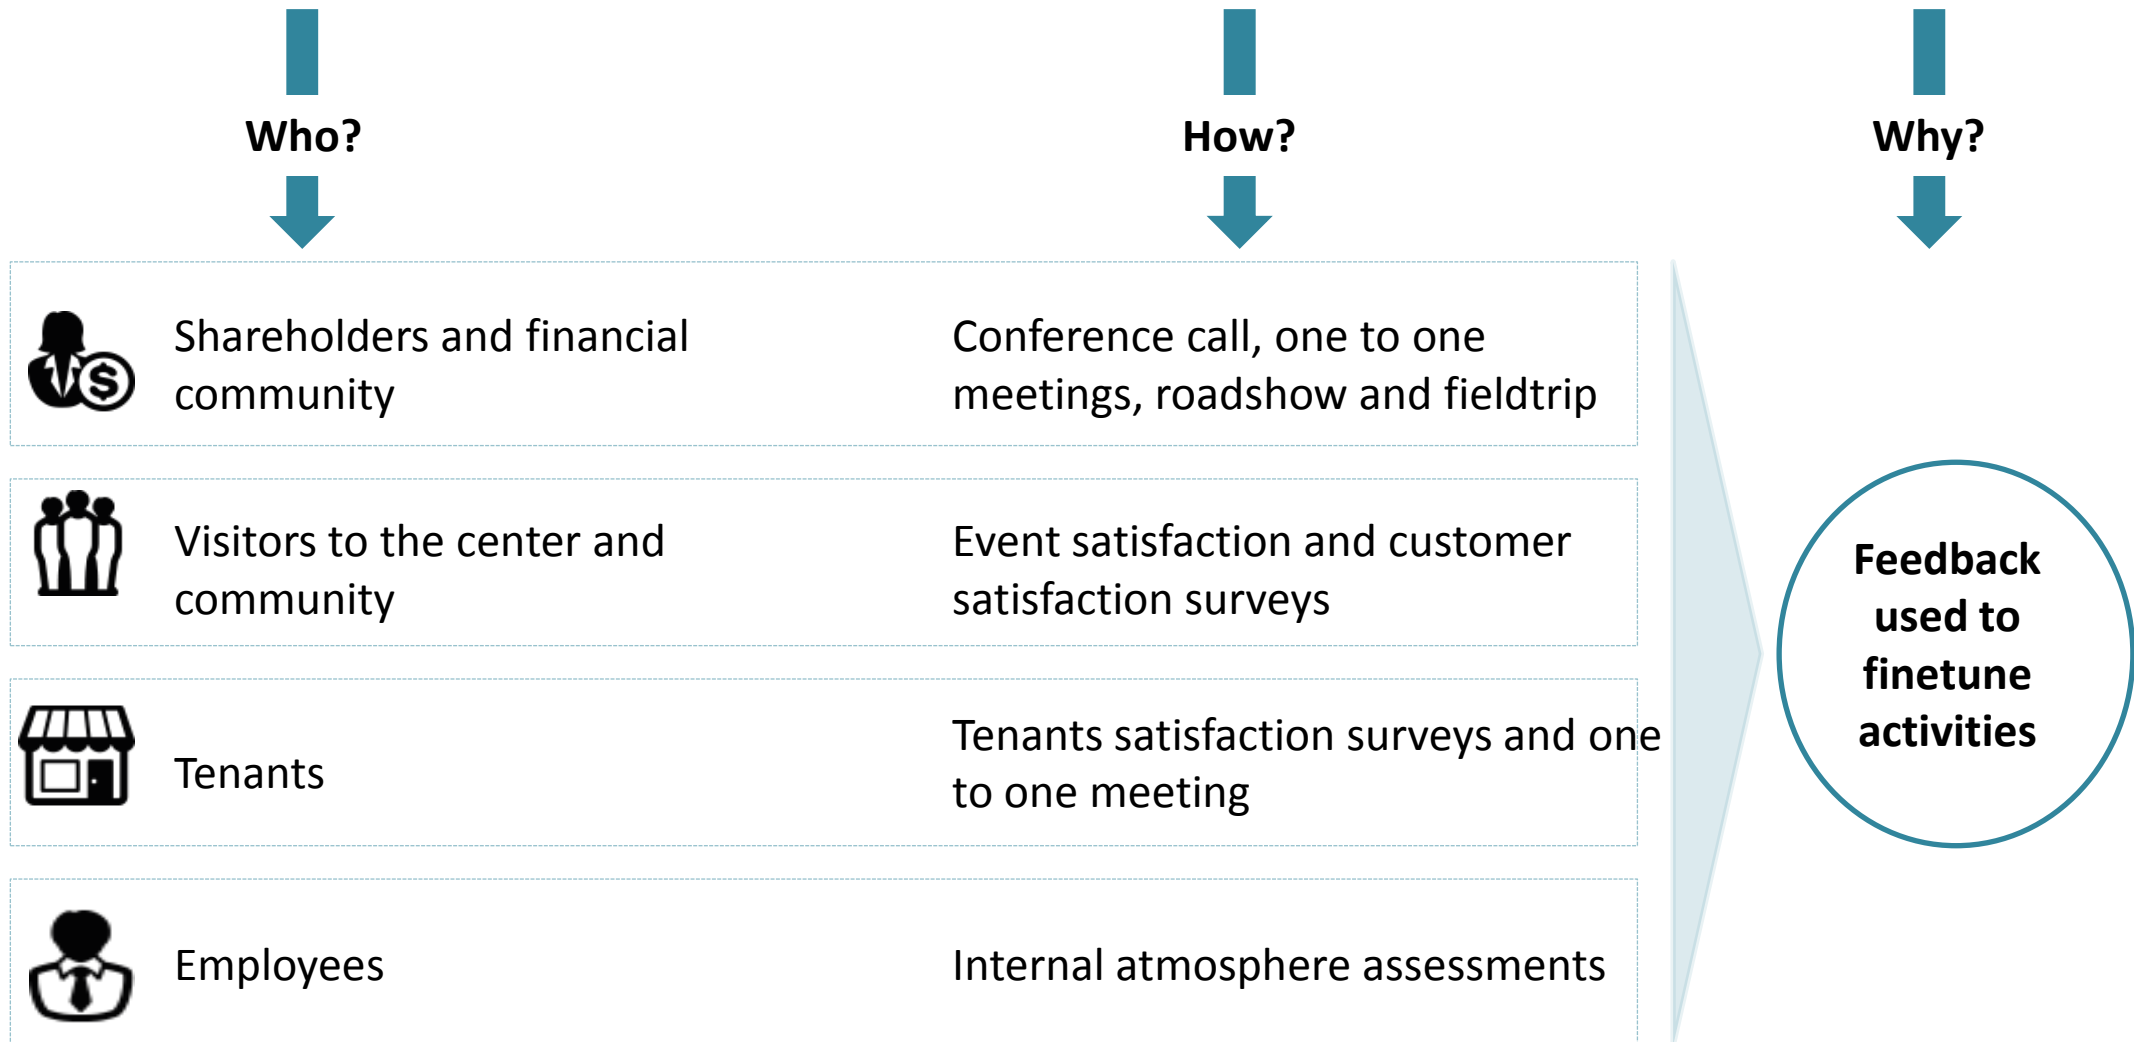 Who?
How?
Why?
Shareholders and financial
community
Conference call, one to one
meetings, roadshow and fieldtrip
Visitors to the center and
community
Event satisfaction and customer
satisfaction surveys
Tenants
Tenants satisfaction surveys and one
to one meeting
Employees
Internal atmosphere assessments
Feedback
used to
finetune
activities